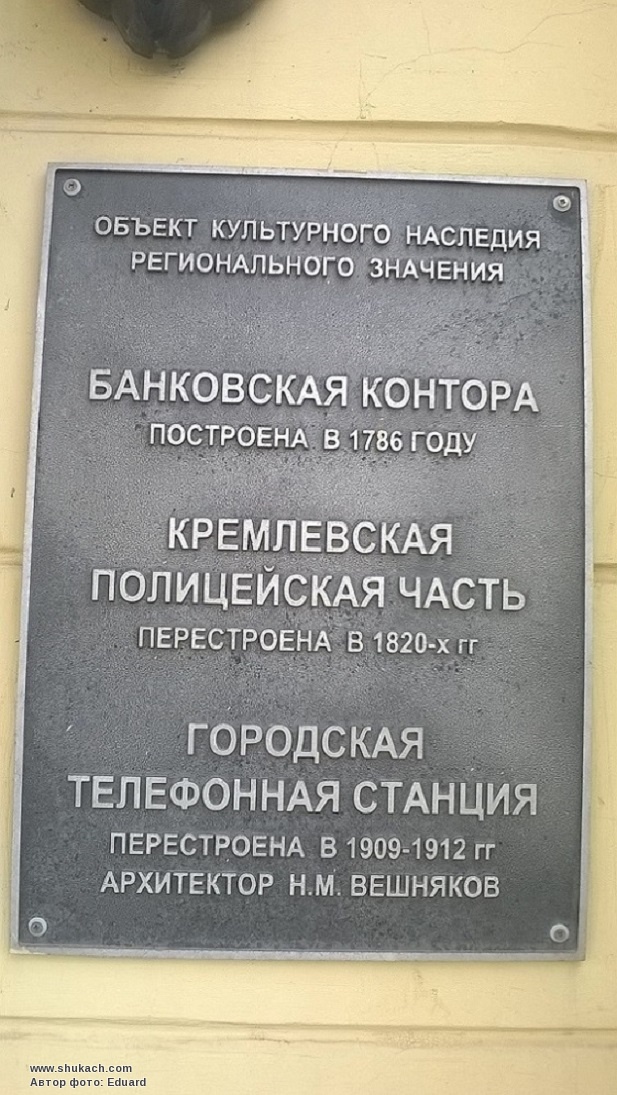 ОБЪЕКТ КУЛЬТУРНОГО НАСЛЕДИЯ
РЕГИОНАЛЬНОГО ЗНАЧЕНИЯ
БАНКОВСКАЯ КОНТОРА
ПОСТРОЕНА В 1786 ГОДУ
КРЕМЛЕВСКАЯ
ПОЛИЦЕЙСКАЯ ЧАСТЬ
ПЕРЕСТРОЕНА В 1820-х гг
ГОРОДСКАЯ
ТЕЛЕФОННАЯ СТАНЦИЯ
ПЕРЕСТРОЕНА В 1909-1912 гг
АРХИТЕКТОР Н.М. ВЕШНЯКОВ
www.shukach.com
Автор фото: Eduard